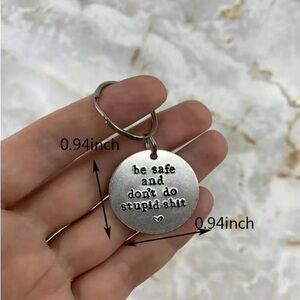 0.94inch
be safe
and
don't do
stupid shit
0.94inch